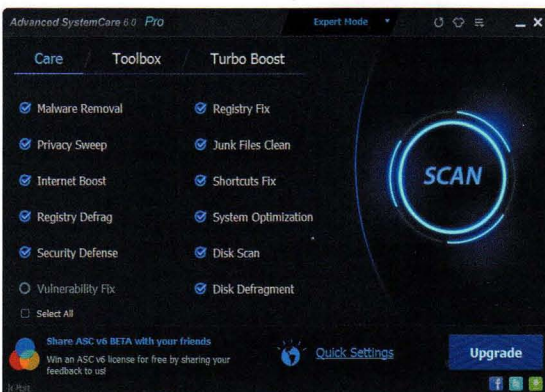 Advanced SystemCare 6.0 Pro
Expert Mode
Care
Toolbox
Turbo Boost
Malware Removal
Registry Fix
Privacy Sweep
Junk Files Clean
Internet Boost
Shortcuts Fix
Registry Defrag
System Optimization
Security Defense
Disk Scan
Vulnerability Fix
Disk Defragment
Select All
SCAN
Share ASC v6 BETA with your friends
Win an ASC v6 license for free by sharing your
feedback to us!
Quick Settings
Upgrade